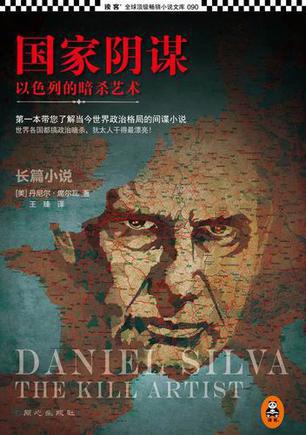 读客 全球顶级畅销小说文库 090
国家阴谋
以色列的暗杀艺术
第一本带您了解当今世界政治格局的间谍小说
世界各国都搞政治暗杀，犹太人干得最漂亮！
长篇小说
[美] 丹尼尔·席尔瓦 著
王臻 译
DANIEL SILVA
THE KILL ARTIST
同心出版社